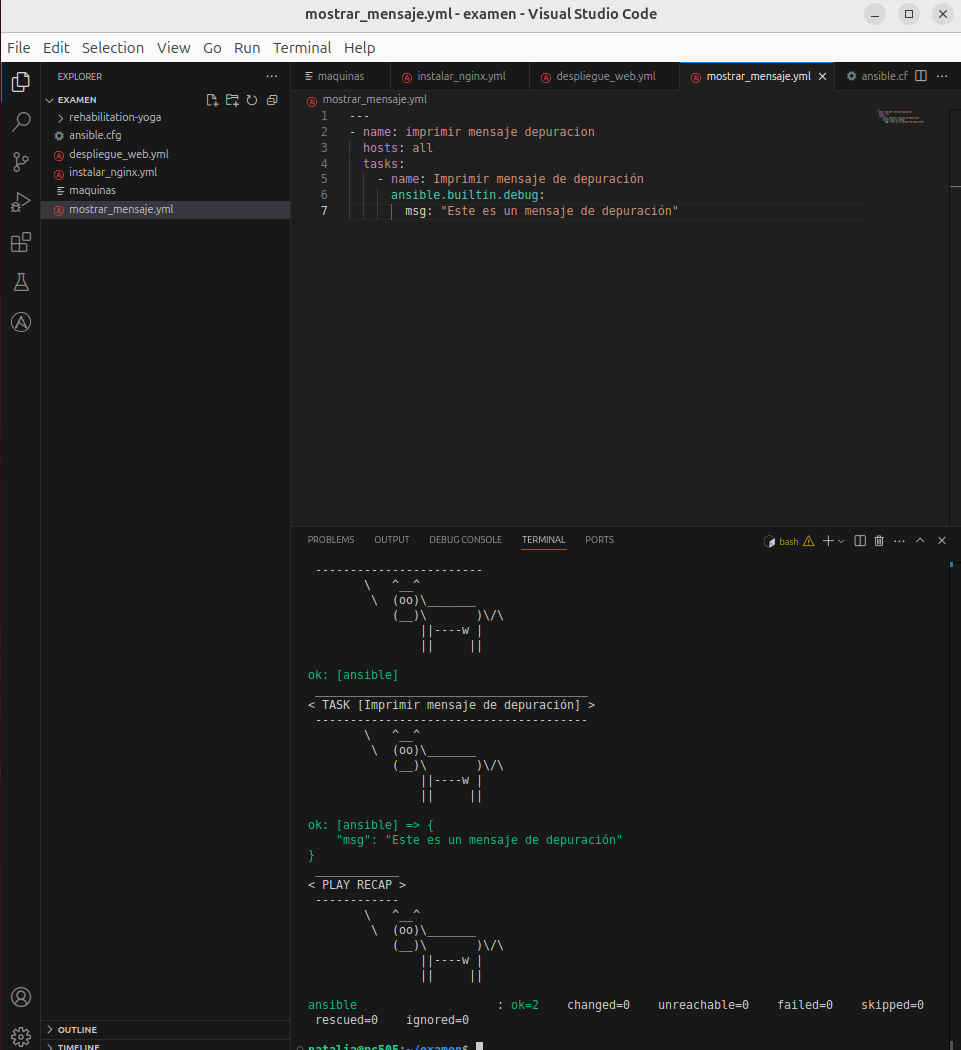 mostrar_mensaje.yml - examen - Visual Studio Code
File Edit Selection View Go Run Terminal Help
EXPLORER
EXAMEN
rehabilitation-yoga
ansible.cfg
despliegue_web.yml
instalar_nginx.yml
maquinas
mostrar_mensaje.yml
OUTLINE
TIMELINE
maquinas instalar_nginx.yml despliegue_web.yml mostrar_mensaje.yml ansible.cf
mostrar_mensaje.yml
1 ---
2 - name: imprimir mensaje depuracion
3   hosts: all
4   tasks:
5     - name: Imprimir mensaje de depuración
6       ansible.builtin.debug:
7         msg: "Este es un mensaje de depuración"
PROBLEMS OUTPUT DEBUG CONSOLE TERMINAL PORTS
bash
 ------------------------
        \   ^__^
         \  (oo)\_______
            (__)\       )\/\
                ||----w |
                ||     ||
ok: [ansible]
 _______________________________________
< TASK [Imprimir mensaje de depuración] >
 ---------------------------------------
        \   ^__^
         \  (oo)\_______
            (__)\       )\/\
                ||----w |
                ||     ||
ok: [ansible] => {
    "msg": "Este es un mensaje de depuración"
}
 ____________
< PLAY RECAP >
 ------------
        \   ^__^
         \  (oo)\_______
            (__)\       )\/\
                ||----w |
                ||     ||
ansible                    : ok=2    changed=0    unreachable=0    failed=0    skipped=0
 rescued=0    ignored=0
natalia@pc505:~/examen$